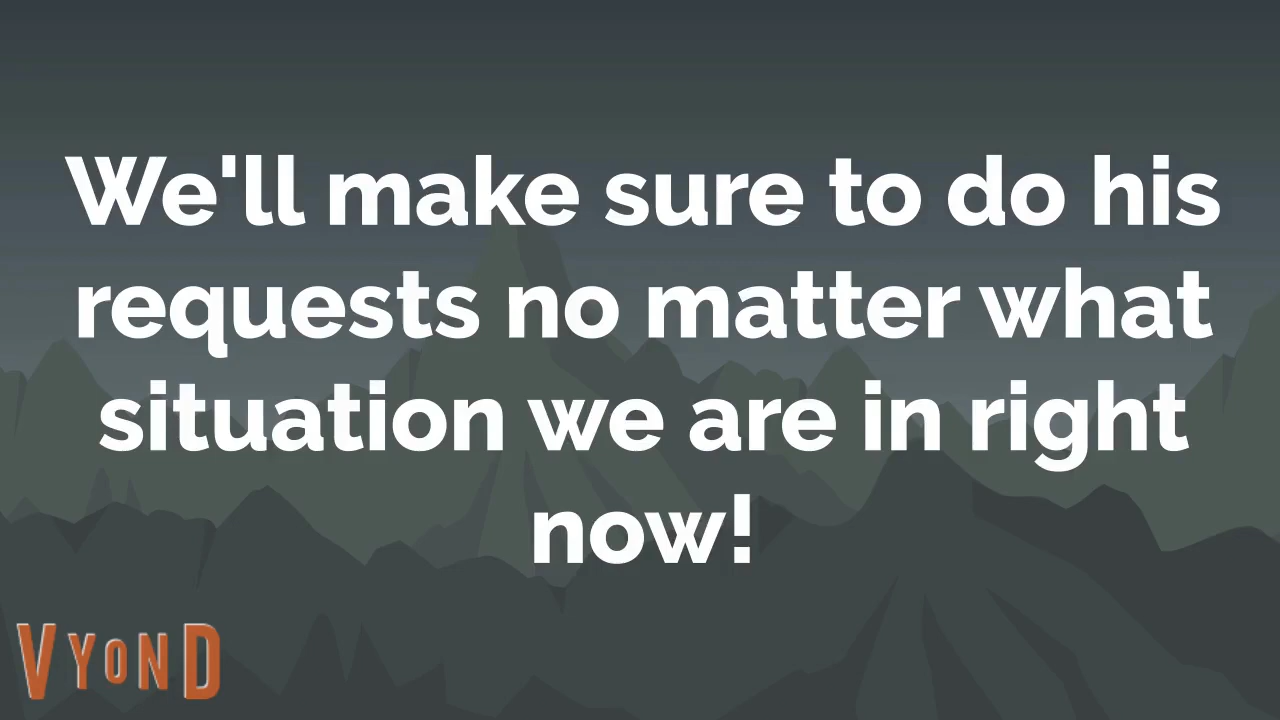 We'll make sure to do his
requests no matter what
situation we are in right
now!
VYOND